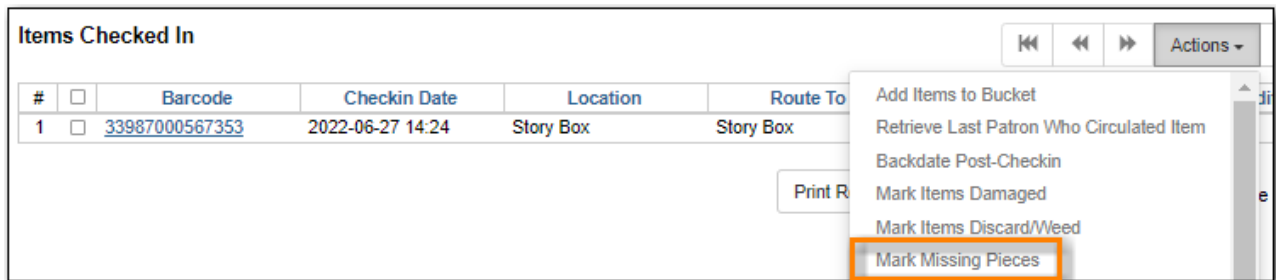 Items Checked In
Actions
# Barcode Checkin Date Location Route To
1 33987000567353 2022-06-27 14:24 Story Box Story Box
Add Items to Bucket
Retrieve Last Patron Who Circulated Item
Backdate Post-Checkin
Print R
Mark Items Damaged
Mark Items Discard/Weed
Mark Missing Pieces